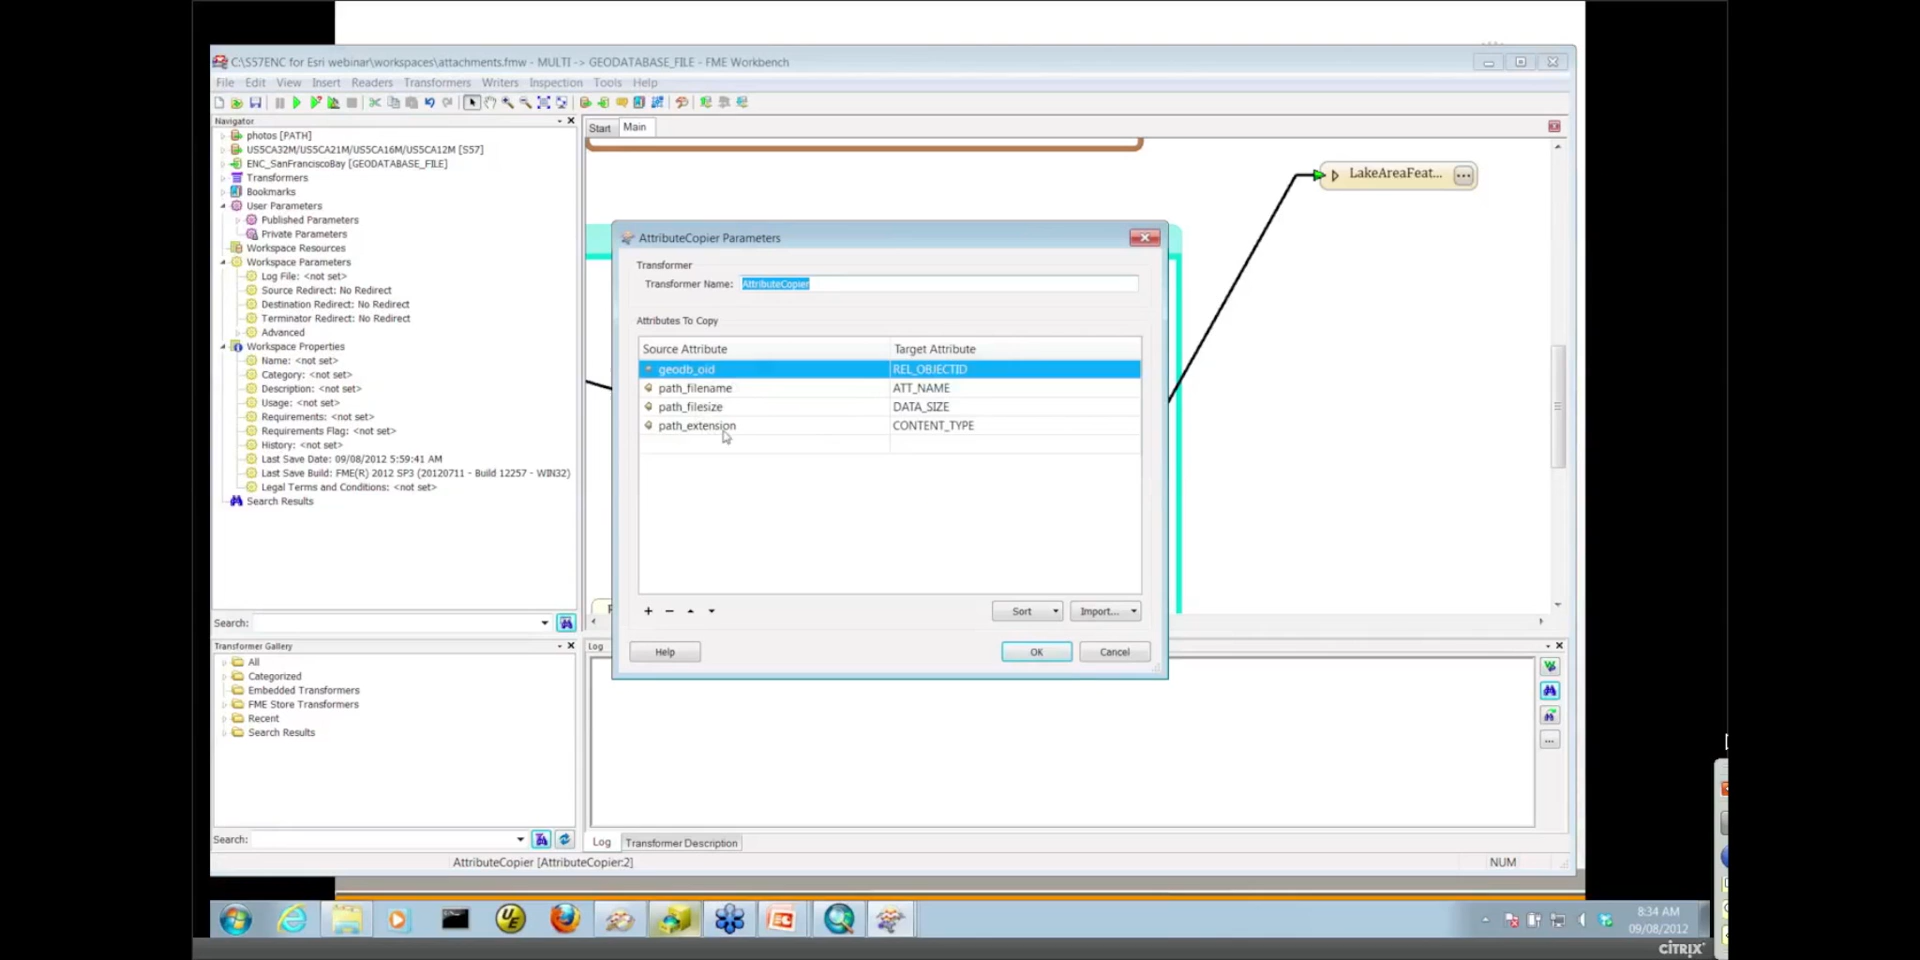 C:\S57ENC for Esri webinar\workspaces\attachments.fmw - MULTI -> GEODATABASE_FILE - FME Workbench
File Edit View Insert Readers Transformers Writers Inspection Tools Help
Navigator
photos [PATH]
US5CA32M/US5CA21M/US5CA16M/US5CA12M [S57]
ENC_SanFranciscoBay [GEODATABASE_FILE]
Transformers
Bookmarks
User Parameters
Published Parameters
Private Parameters
Workspace Resources
Workspace Parameters
Log File: <not set>
Source Redirect: No Redirect
Destination Redirect: No Redirect
Terminator Redirect: No Redirect
Advanced
Workspace Properties
Name: <not set>
Category: <not set>
Description: <not set>
Usage: <not set>
Requirements: <not set>
Requirements Flag: <not set>
History: <not set>
Last Save Date: 09/08/2012 5:59:41 AM
Last Save Build: FME(R) 2012 SP3 (20120711 - Build 12257 - WIN32)
Legal Terms and Conditions: <not set>
Search Results
Search:
Transformer Gallery
All
Categorized
Embedded Transformers
FME Store Transformers
Recent
Search Results
Search:
Start Main
LakeAreaFeat...
AttributeCopier Parameters
Transformer
Transformer Name: AttributeCopier
Attributes To Copy
Source Attribute Target Attribute
geodb_oid REL_OBJECTID
path_filename ATT_NAME
path_filesize DATA_SIZE
path_extension CONTENT_TYPE
Sort Import...
Help OK Cancel
Log
Log Transformer Description
AttributeCopier [AttributeCopier:2] NUM
8:34 AM
09/08/2012
CITRIX